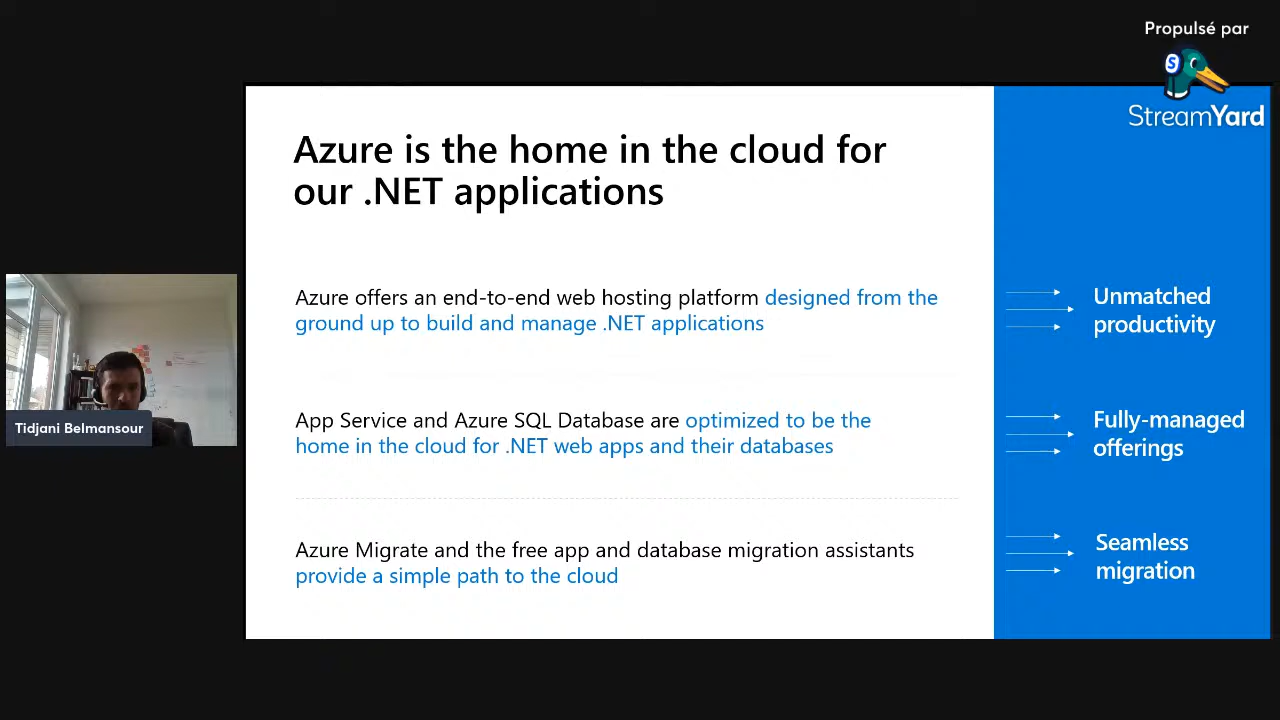 Propulsé par
S
StreamYard
Azure is the home in the cloud for
our .NET applications
Azure offers an end-to-end web hosting platform designed from the
ground up to build and manage .NET applications
Unmatched
productivity
App Service and Azure SQL Database are optimized to be the
home in the cloud for .NET web apps and their databases
Fully-managed
offerings
Azure Migrate and the free app and database migration assistants
provide a simple path to the cloud
Seamless
migration
Tidjani Belmansour